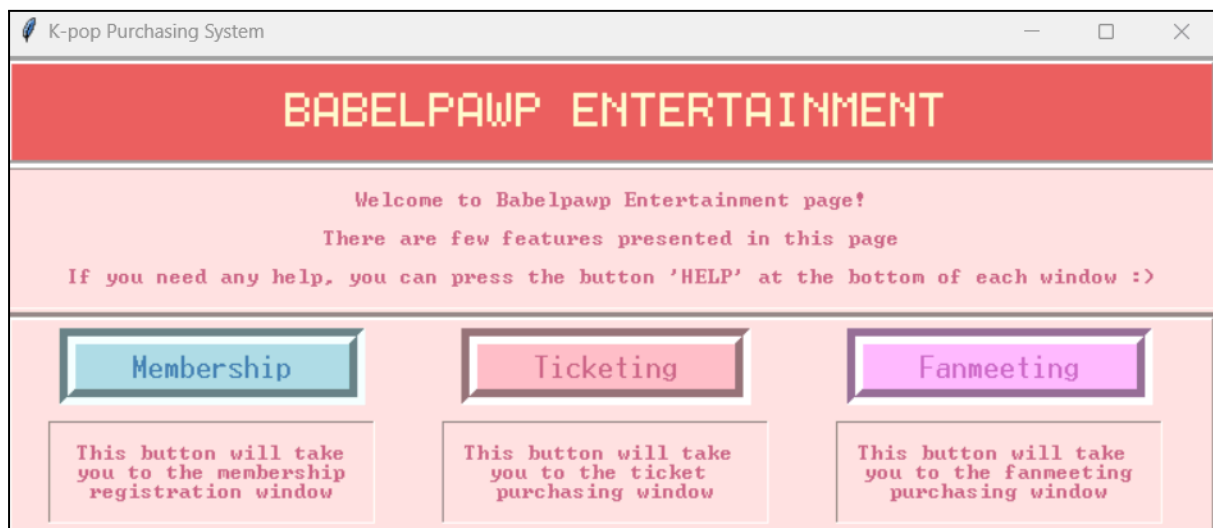 K-pop Purchasing System
BABELPAWP ENTERTAINMENT
Welcome to Babelpawp Entertainment page!
There are few features presented in this page
If you need any help, you can press the button 'HELP' at the bottom of each window :)
Membership
Ticketing
Fanmeeting
This button will take
you to the membership
registration window
This button will take
you to the ticket
purchasing window
This button will take
you to the fanmeeting
purchasing window